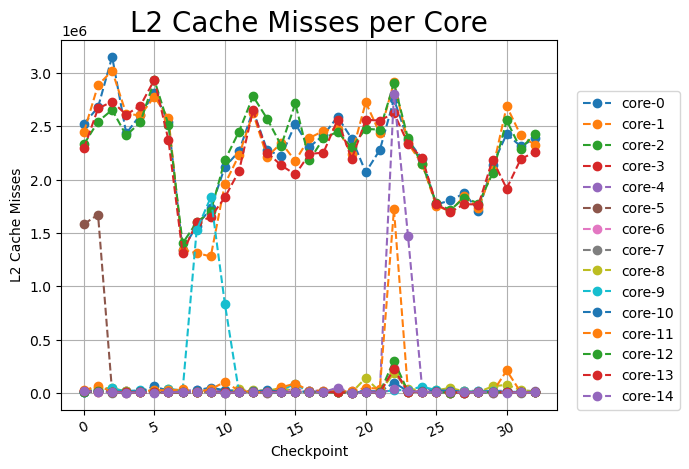 L2 Cache Misses per Core
1e6
3.0
2.5
2.0
1.5
1.0
0.5
0.0
L2 Cache Misses
0
5
10
15
20
25
30
Checkpoint
core-0
core-1
core-2
core-3
core-4
core-5
core-6
core-7
core-8
core-9
core-10
core-11
core-12
core-13
core-14